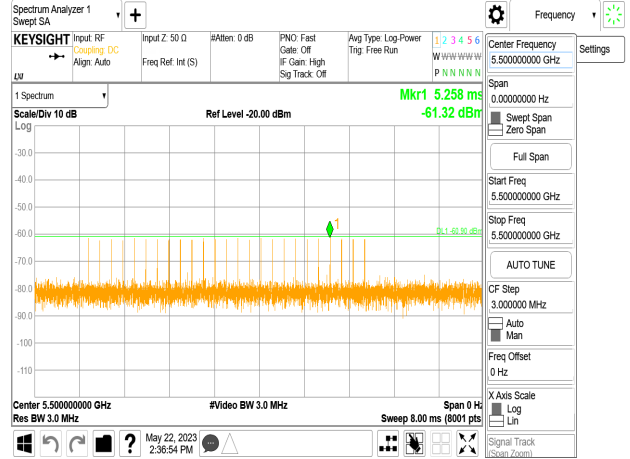 Spectrum Analyzer 1
Swept SA
+
Frequency
Settings
KEYSIGHT
Input: RF
Coupling: DC
Align: Auto
Input Z: 50 Ω
Freq Ref: Int (S)
#Atten: 0 dB
PNO: Fast
Gate: Off
IF Gain: High
Sig Track: Off
Avg Type: Log-Power
Trig: Free Run
1 2 3 4 5 6
W W W W W W
P N N N N N
LXI
1 Spectrum
Scale/Div 10 dB
Log
Ref Level -20.00 dBm
Mkr1 5.258 ms
-61.32 dBm
-30.0
-40.0
-50.0
-60.0
-70.0
-80.0
-90.0
-100
-110
1
DL1 -60.90 dBm
Center 5.500000000 GHz
Res BW 3.0 MHz
#Video BW 3.0 MHz
Span 0 Hz
Sweep 8.00 ms (8001 pts
Center Frequency
5.500000000 GHz
Span
0.00000000 Hz
Swept Span
Zero Span
Full Span
Start Freq
5.500000000 GHz
Stop Freq
5.500000000 GHz
AUTO TUNE
CF Step
3.000000 MHz
Auto
Man
Freq Offset
0 Hz
X Axis Scale
Log
Lin
Signal Track
(Span Zoom)
?
May 22, 2023
2:36:54 PM